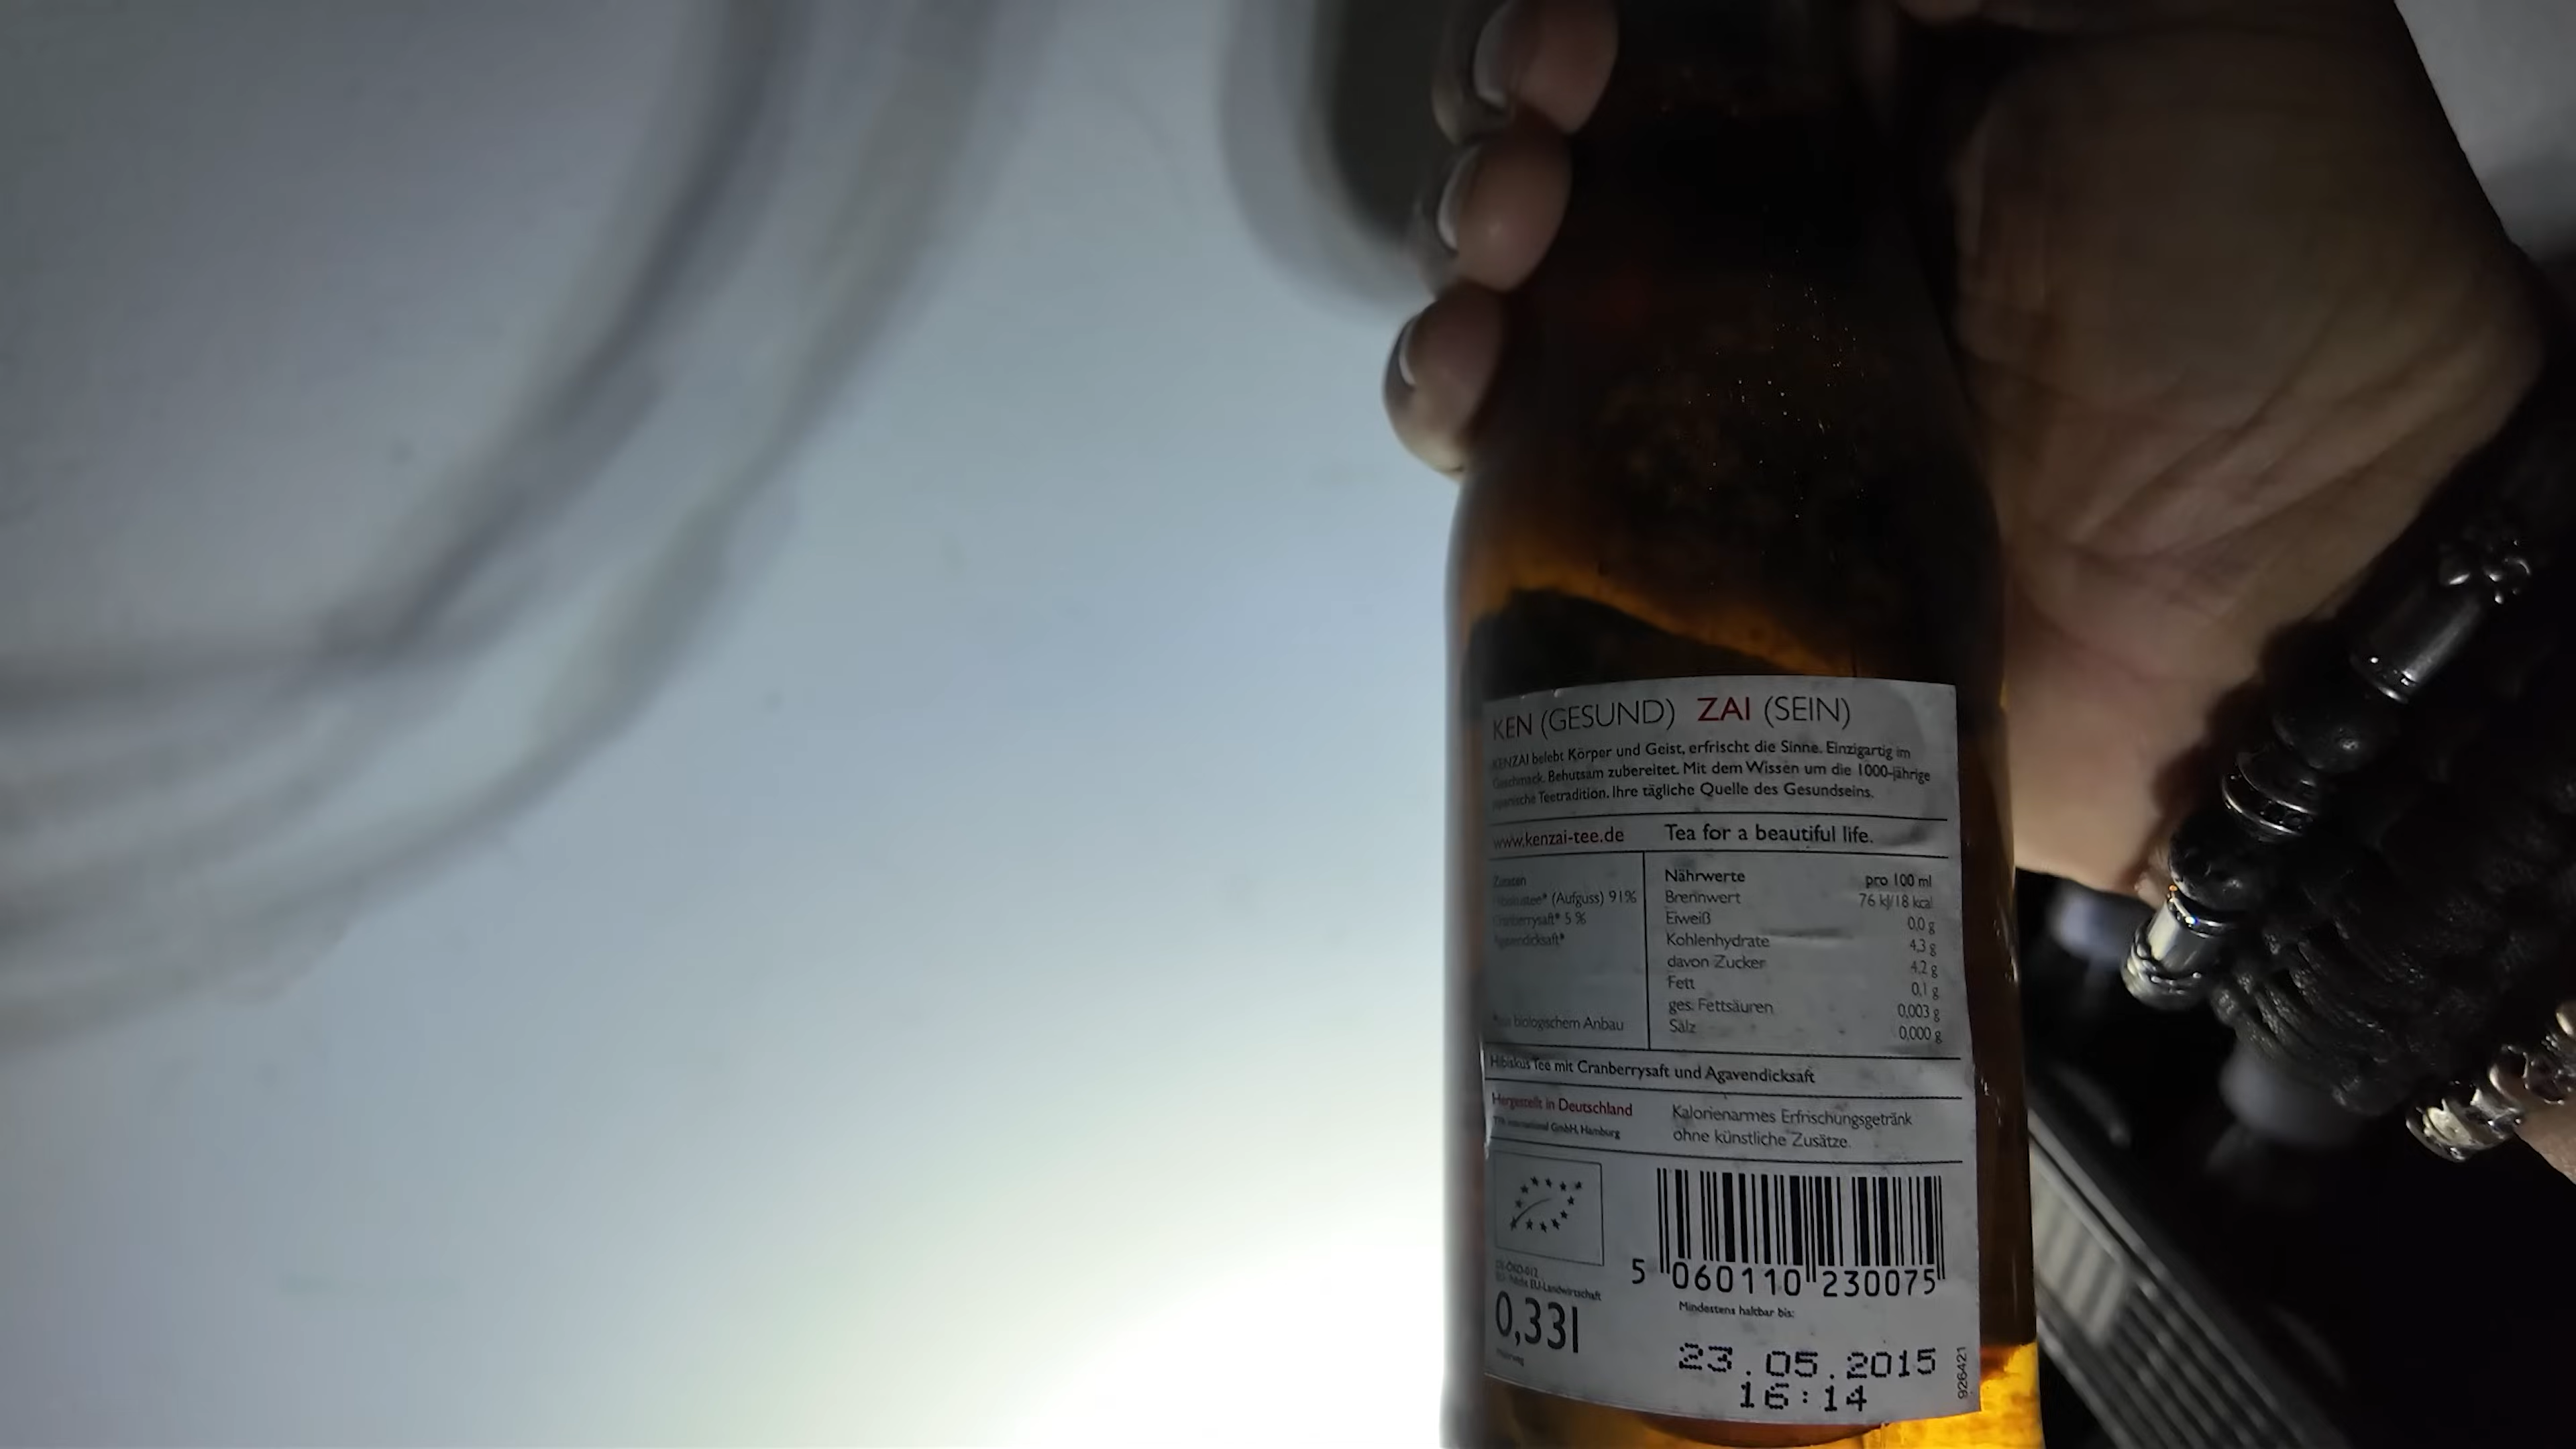 KEN (GESUND) ZAI (SEIN)
KENZAI belebt Körper und Geist, erfrischt die Sinne. Einzigartig im
Geschmack. Behutsam zubereitet. Mit dem Wissen um die 1000-jährige
Teetradition. Ihre tägliche Quelle des Gesundseins.
www.kenzai-tee.de
Tea for a beautiful life.
Zutaten
(Aufguss) 91%
Cranberrysaft* 5 %
Agavendicksaft*
biologischem Anbau
Nährwerte pro 100 ml
Brennwert 76 kJ/18 kcal
Eiweiß 0,0 g
Kohlenhydrate 4,3 g
davon Zucker 4,2 g
Fett 0,1 g
ges. Fettsäuren 0,003 g
Salz 0,000 g
Hibiskus Tee mit Cranberrysaft und Agavendicksaft
Hergestellt in Deutschland
International GmbH, Hamburg
Kalorienarmes Erfrischungsgetränk
ohne künstliche Zusätze.
EU-Landwirtschaft
0,33l
5 060110 230075
Mindestens haltbar bis:
23.05.2015
16:14
926421